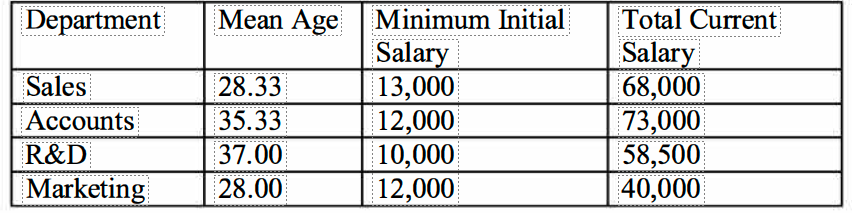 Department Mean Age Minimum Initial Salary Total Current Salary
Sales 28.33 13,000 68,000
Accounts 35.33 12,000 73,000
R&D 37.00 10,000 58,500
Marketing 28.00 12,000 40,000